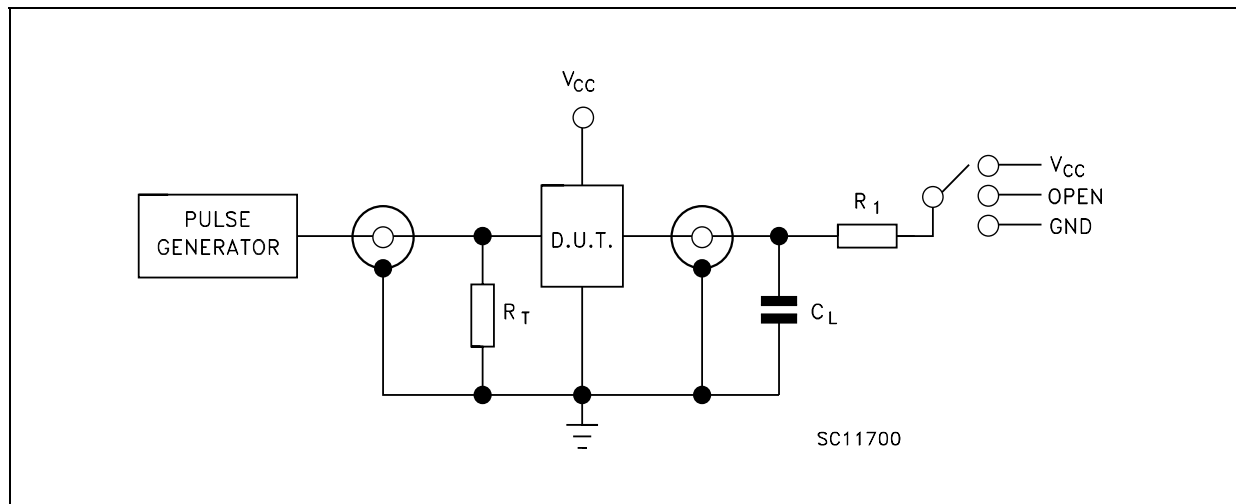 VCC
PULSE
GENERATOR
D.U.T.
RT
R1
CL
VCC
OPEN
GND
SC11700